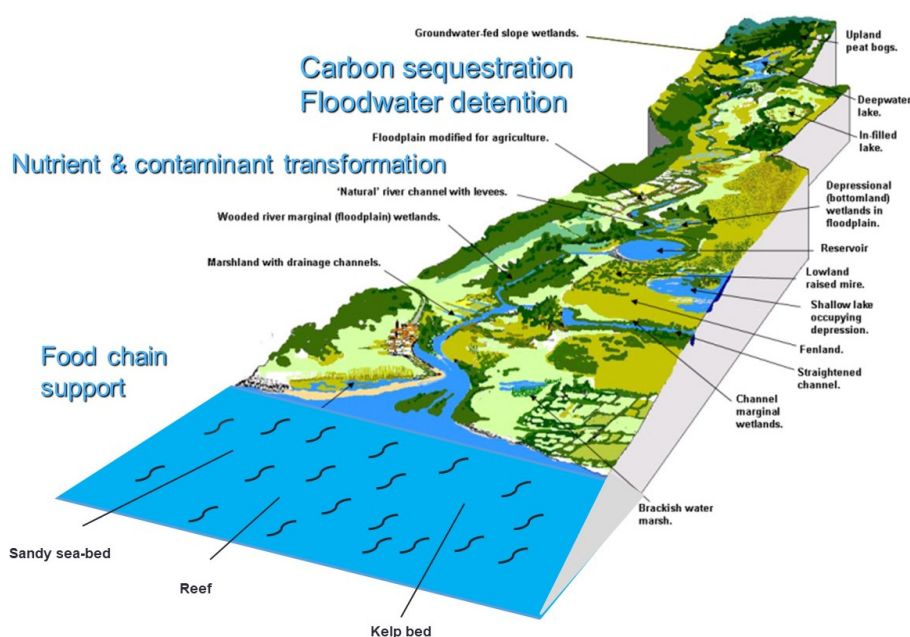 Groundwater-fed slope wetlands.
Upland
peat bogs.
Carbon sequestration
Floodwater detention
Deepwater
lake.
Floodplain modified for agriculture.
In-filled
lake.
Nutrient & contaminant transformation
'Natural' river channel with levees.
Depressional
(bottomland)
wetlands in
floodplain.
Wooded river marginal (floodplain) wetlands.
Reservoir
Marshland with drainage channels.
Lowland
raised mire.
Shallow lake
occupying
depression.
Food chain
support
Fenland.
Straightened
channel.
Channel
marginal
wetlands.
Brackish water
marsh.
Sandy sea-bed
Reef
Kelp bed